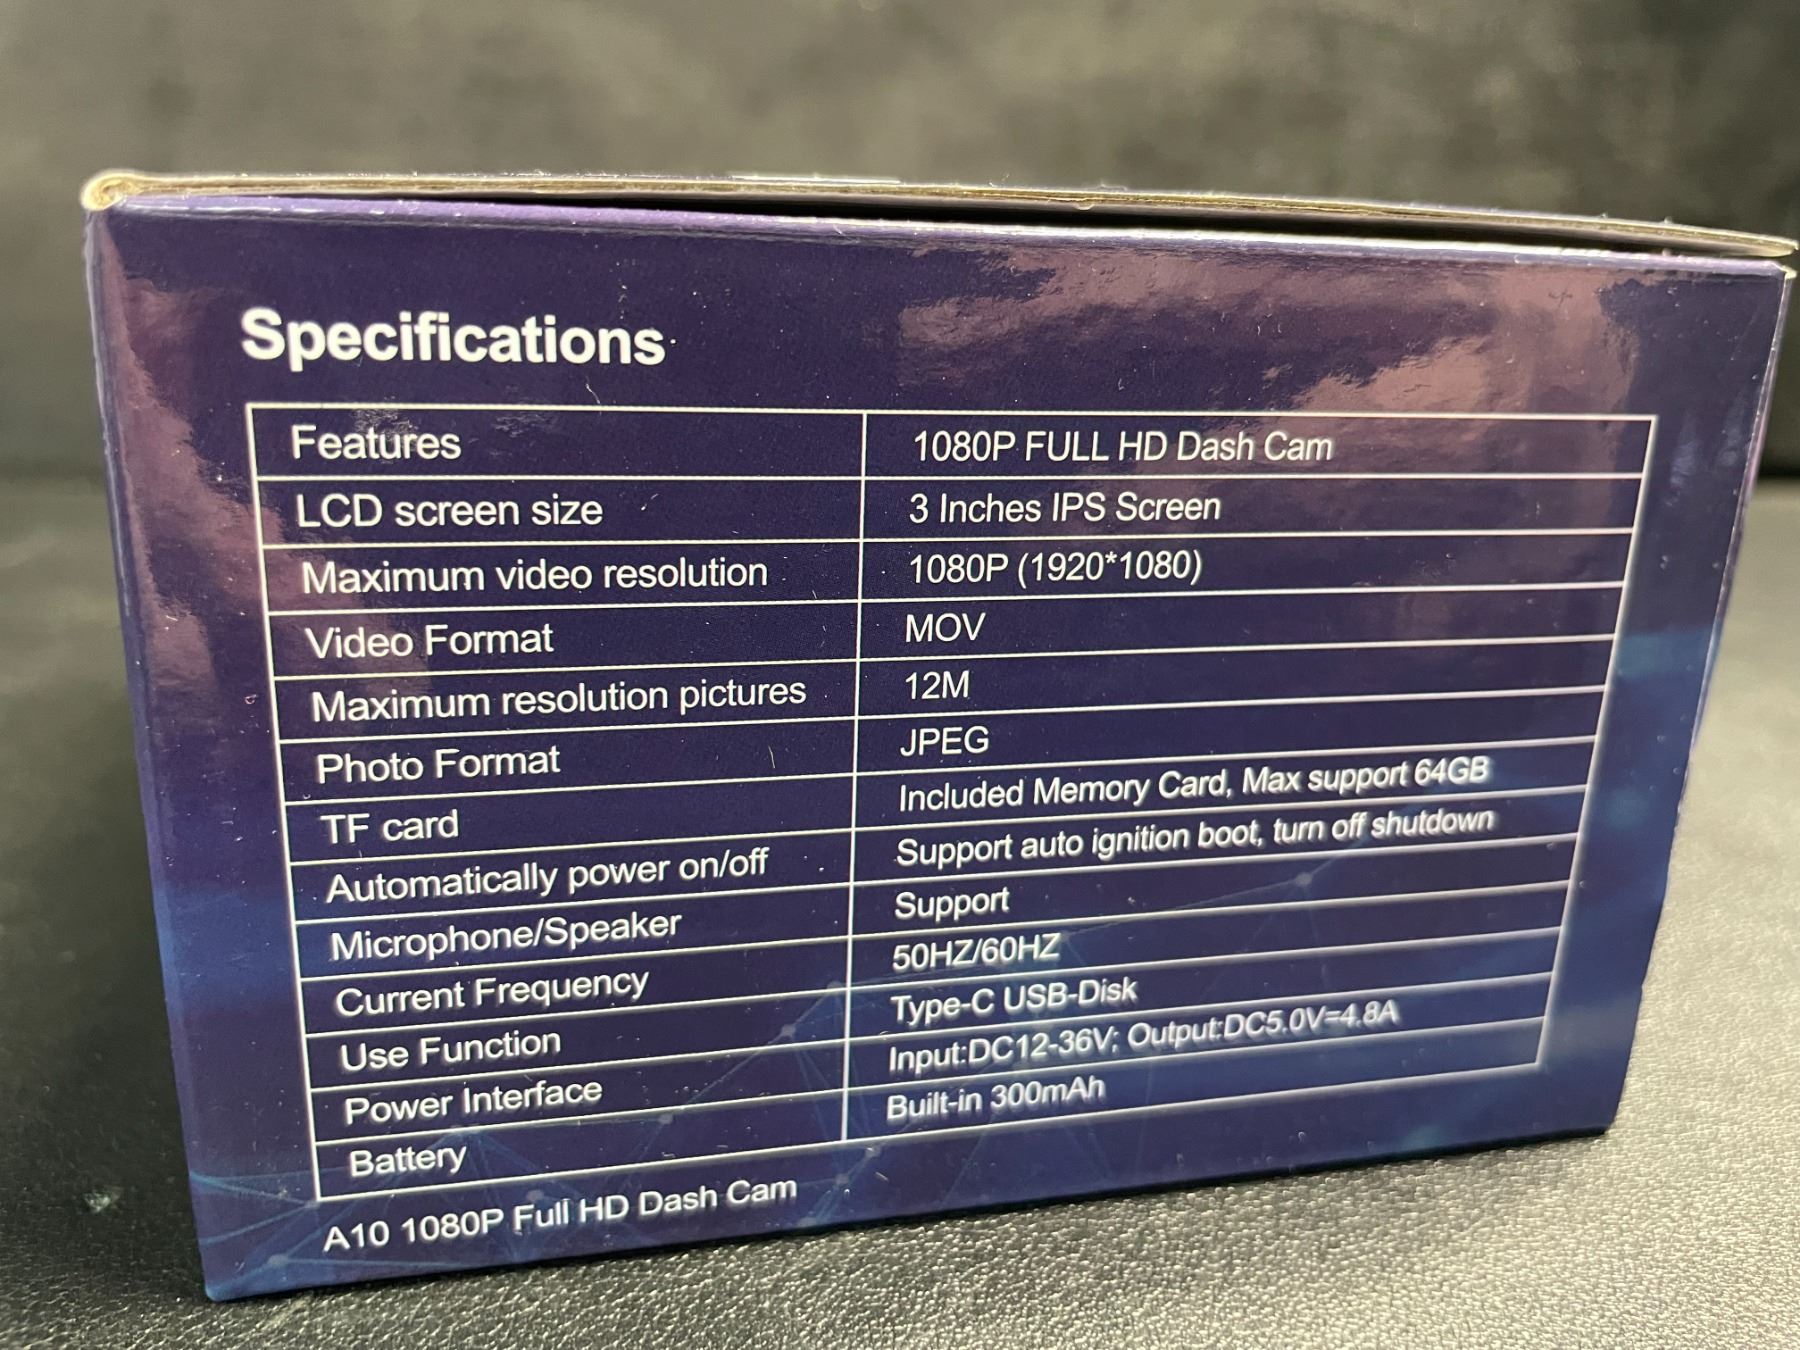 Specifications
Features 1080P FULL HD Dash Cam
LCD screen size 3 Inches IPS Screen
Maximum video resolution 1080P (1920*1080)
Video Format MOV
Maximum resolution pictures 12M
Photo Format JPEG
TF card Included Memory Card, Max support 64GB
Automatically power on/off Support auto ignition boot, turn off shutdown
Microphone/Speaker Support
Current Frequency 50HZ/60HZ
Use Function Type-C USB-Disk
Power Interface Input:DC12-36V; Output:DC5.0V=4.8A
Battery Built-in 300mAh
A10 1080P Full HD Dash Cam